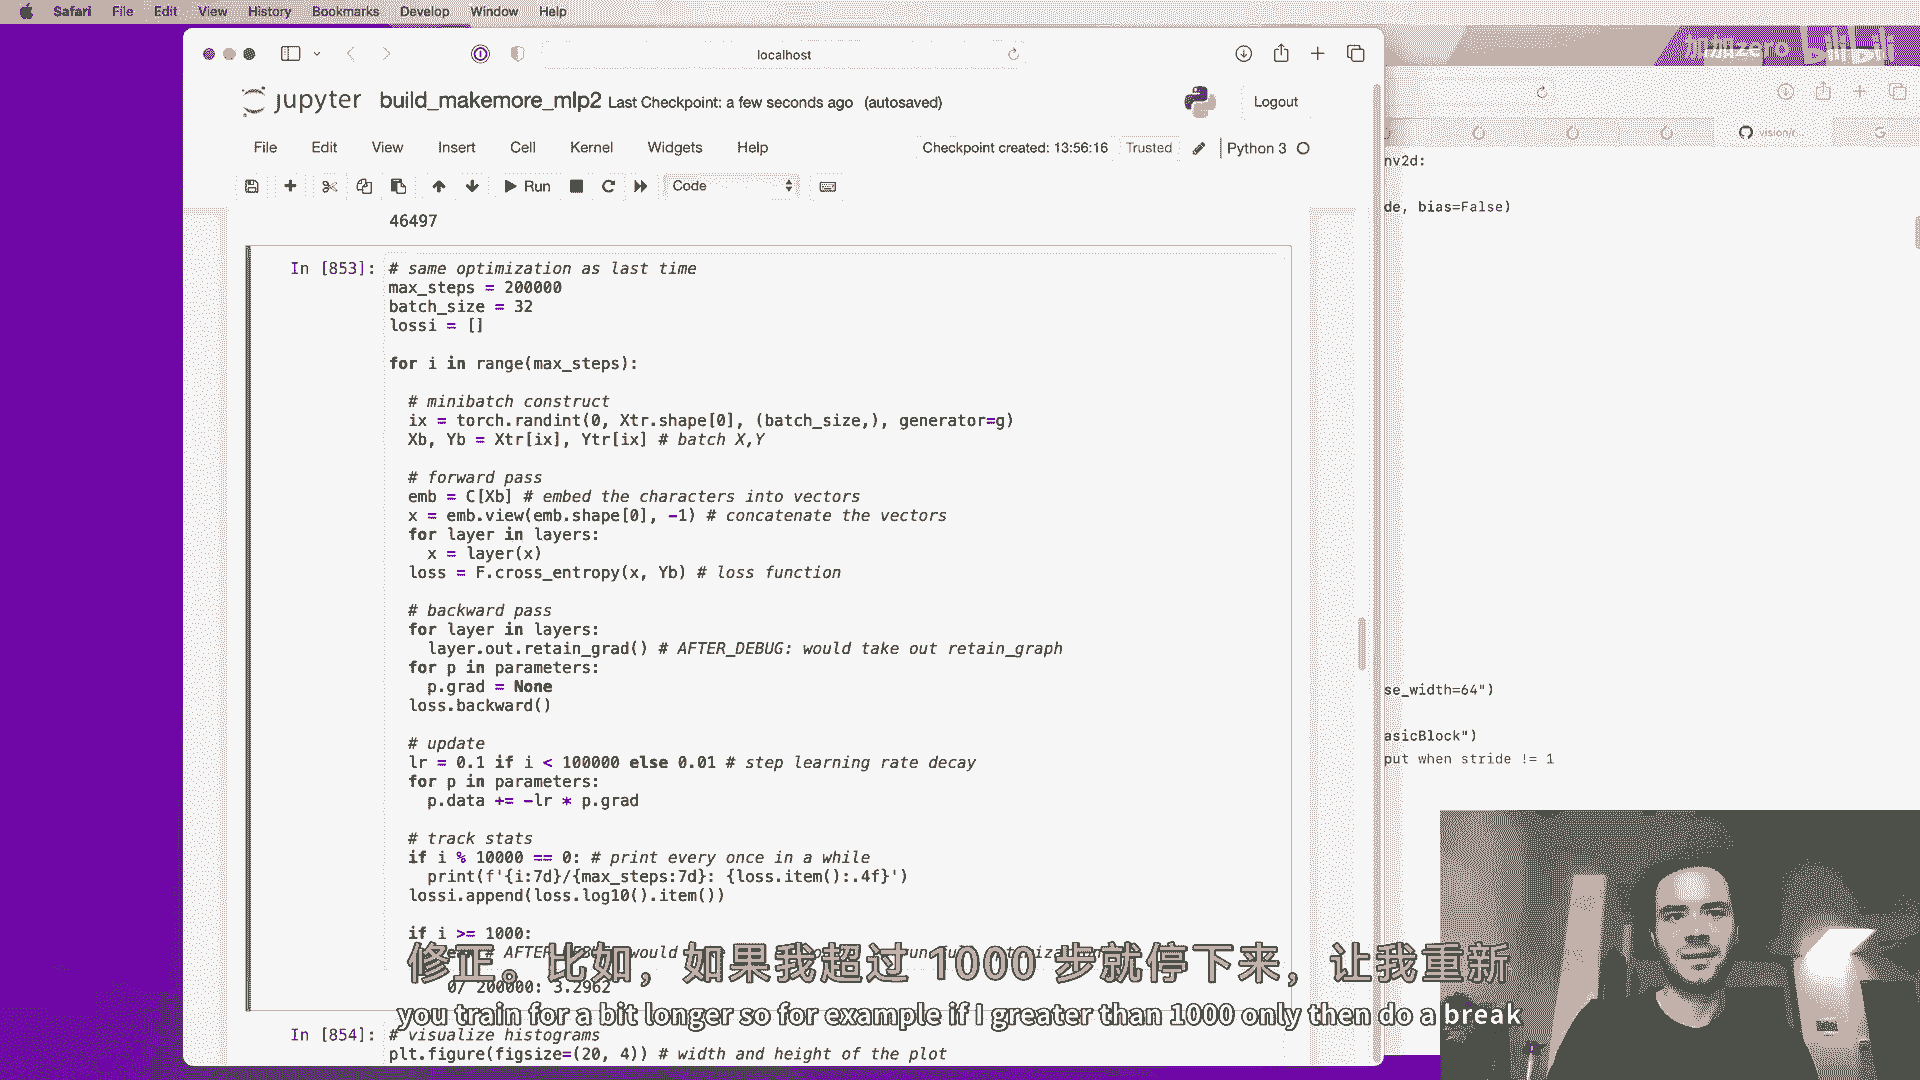 Safari File Edit View History Bookmarks Develop Window Help
加加zero bilibili
localhost
jupyter build_makemore_mlp2 Last Checkpoint: a few seconds ago (autosaved)
Logout
File Edit View Insert Cell Kernel Widgets Help
Checkpoint created: 13:56:16 Trusted Python 3
Run Code
46497
In [853]: # same optimization as last time
max_steps = 200000
batch_size = 32
lossi = []
for i in range(max_steps):
# minibatch construct
ix = torch.randint(0, Xtr.shape[0], (batch_size,), generator=g)
Xb, Yb = Xtr[ix], Ytr[ix] # batch X,Y
# forward pass
emb = C[Xb] # embed the characters into vectors
x = emb.view(emb.shape[0], -1) # concatenate the vectors
for layer in layers:
x = layer(x)
loss = F.cross_entropy(x, Yb) # loss function
# backward pass
for layer in layers:
layer.out.retain_grad() # AFTER_DEBUG: would take out retain_graph
for p in parameters:
p.grad = None
loss.backward()
# update
lr = 0.1 if i < 100000 else 0.01 # step learning rate decay
for p in parameters:
p.data += -lr * p.grad
# track stats
if i % 10000 == 0: # print every once in a while
print(f'{i:7d}/{max_steps:7d}: {loss.item():.4f}')
lossi.append(loss.log10().item())
if i >= 1000:
# AFTER_DEBUG: would
0/ 200000: 3.2962
In [854]: # visualize histograms
plt.figure(figsize=(20, 4)) # width and height of the plot
vision/r...
nv2d:
de, bias=False)
se_width=64")
asicBlock")
put when stride != 1
修正。比如，如果我超过 1000 步就停下来，让我重新
you train for a bit longer so for example if I greater than 1000 only then do a break